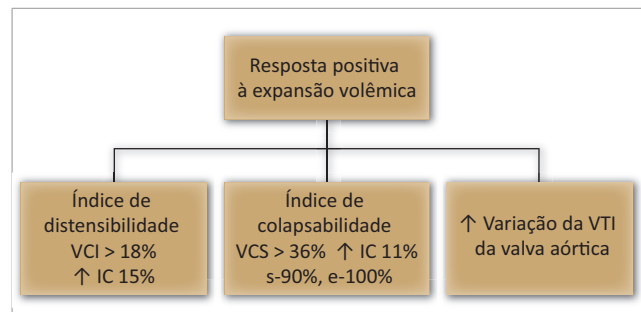 Resposta positiva
à expansão volêmica
Índice de
distensibilidade
VCI > 18%
↑ IC 15%
Índice de
colapsabilidade
VCS > 36% ↑ IC 11%
s-90%, e-100%
↑ Variação da VTI
da valva aórtica